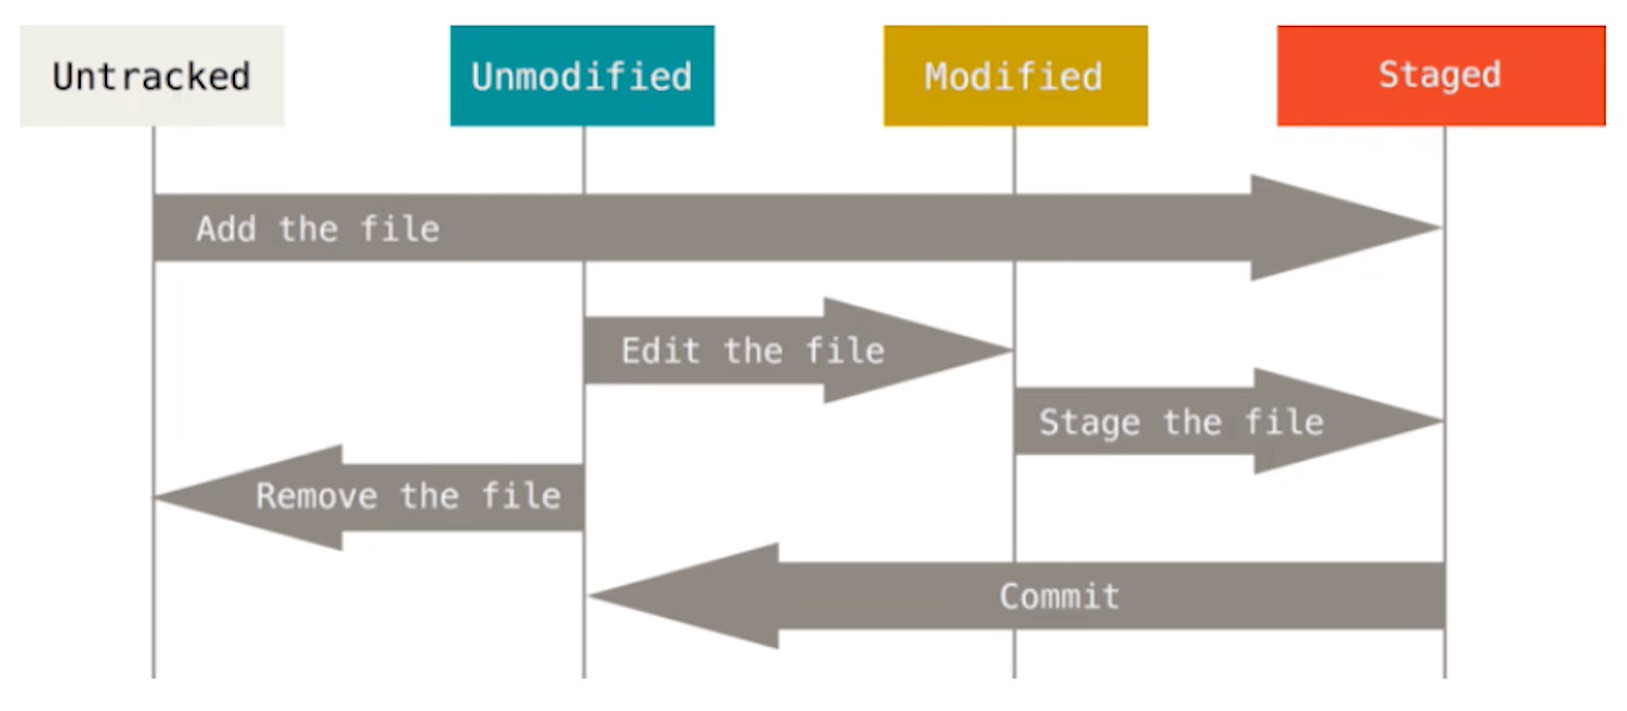 Untracked
Unmodified
Modified
Staged
Add the file
Edit the file
Stage the file
Remove the file
Commit